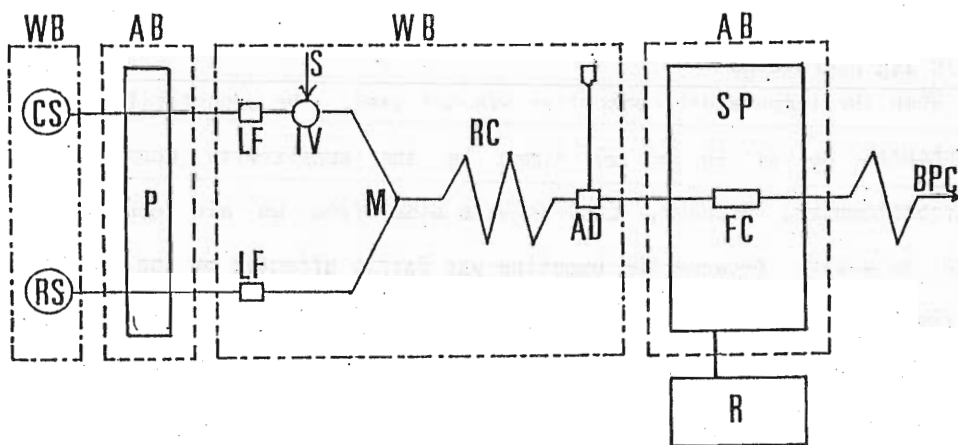 WB AB WB AB
S
CS LF IV RC SP
P M AD FC BPC
RS LF
R